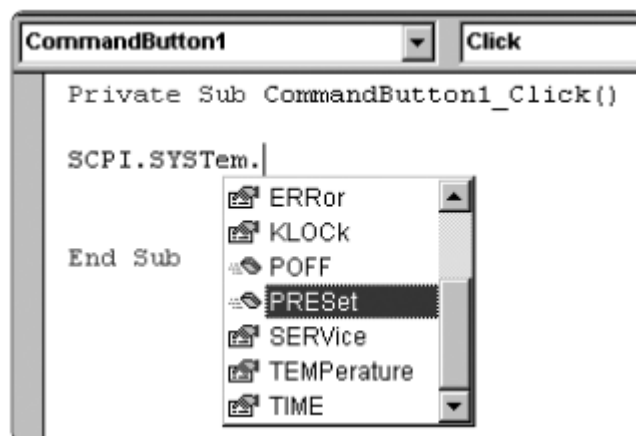 CommandButton1 Click
Private Sub CommandButton1_Click()
SCPI.SYSTem.
ERRor
KLOCk
End Sub
POFF
PRESet
SERVice
TEMPerature
TIME